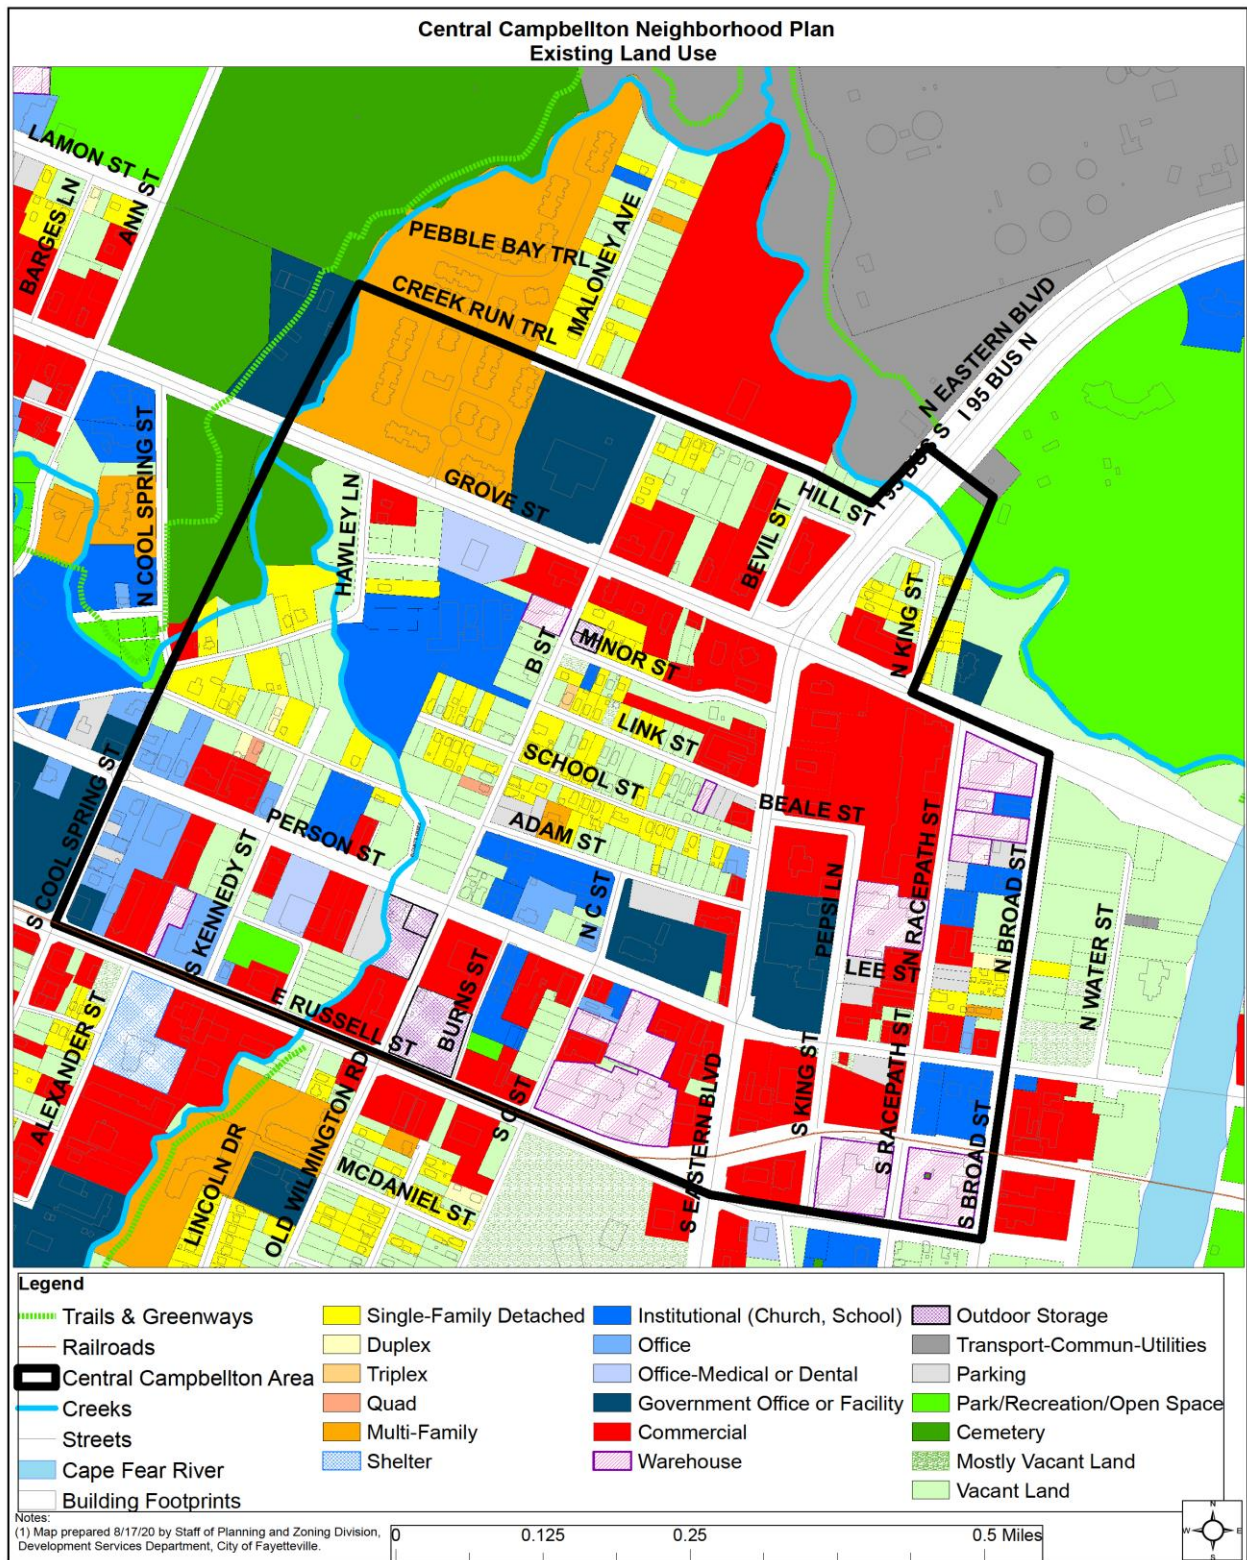 Central Campbellton Neighborhood Plan
Existing Land Use
LAMON ST
BARGES LN
ANN ST
PEBBLE BAY TRL
CREEK RUN TRL
MALONEY AVE
N EASTERN BLVD
I 95 BUS N
I 95 BUS S
N COOL SPRING ST
HAWLEY LN
GROVE ST
HILL ST
BEVIL ST
N KING ST
B ST
MINOR ST
LINK ST
SCHOOL ST
ADAM ST
BEALE ST
S COOL SPRING ST
PERSON ST
S KENNEDY ST
N C ST
PEPSI LN
N RACEPATH ST
N BROAD ST
N WATER ST
LEE ST
E RUSSELL ST
BURNS ST
ALEXANDER ST
S C ST
S EASTERN BLVD
S KING ST
S RACEPATH ST
S BROAD ST
LINCOLN DR
OLD WILMINGTON RD
MCDANIEL ST
Legend
Trails & Greenways
Railroads
Central Campbellton Area
Creeks
Streets
Cape Fear River
Building Footprints
Single-Family Detached
Duplex
Triplex
Quad
Multi-Family
Shelter
Institutional (Church, School)
Office
Office-Medical or Dental
Government Office or Facility
Commercial
Warehouse
Outdoor Storage
Transport-Commun-Utilities
Parking
Park/Recreation/Open Space
Cemetery
Mostly Vacant Land
Vacant Land
Notes:
(1) Map prepared 8/17/20 by Staff of Planning and Zoning Division,
Development Services Department, City of Fayetteville.
0 0.125 0.25 0.5 Miles
N
W E
S